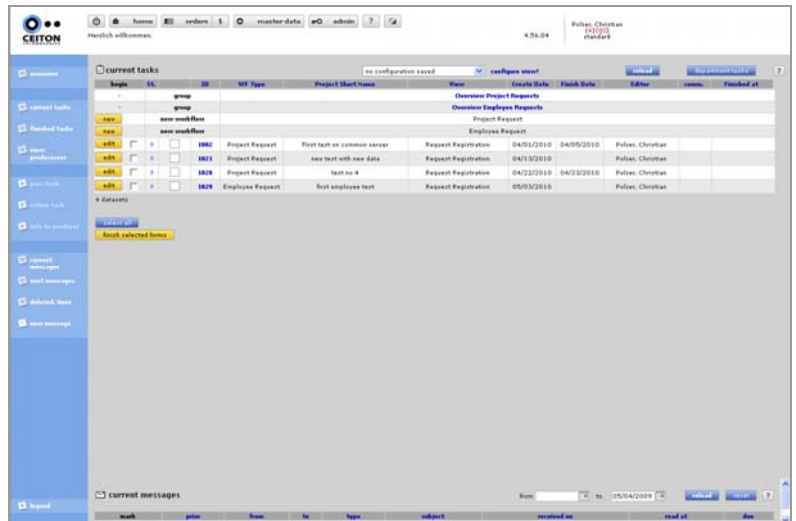 CEITON
home orders $ master data admin ?
Herzlich willkommen.
4.56.04
Polzer, Christian
standard
overview
current tasks
finished tasks
info to producer
current messages
sent messages
deleted/done
new message
legend
current tasks
no configuration saved
configure view!
reload department tasks ?
begin St. ID WF Type Project Short Name View Create Date Finish Date Editor comm. Finished at
- group Overview Project Requests
- group Overview Employee Requests
new new workflow Project Request
new new workflow Employee Request
edit 1002 Project Request First test on common server Request Registration 04/01/2010 04/05/2010 Polzer, Christian
edit 1021 Project Request new test with new data Request Registration 04/13/2010 Polzer, Christian
edit 1028 Project Request test no 4 Request Registration 04/22/2010 04/23/2010 Polzer, Christian
edit 1029 Employee Request first employee test Request Registration 05/03/2010 Polzer, Christian
4 datasets
select all
finish selected forms
current messages
from to 05/04/2009 reload reset ?
mark prior from to type subject received on read at due